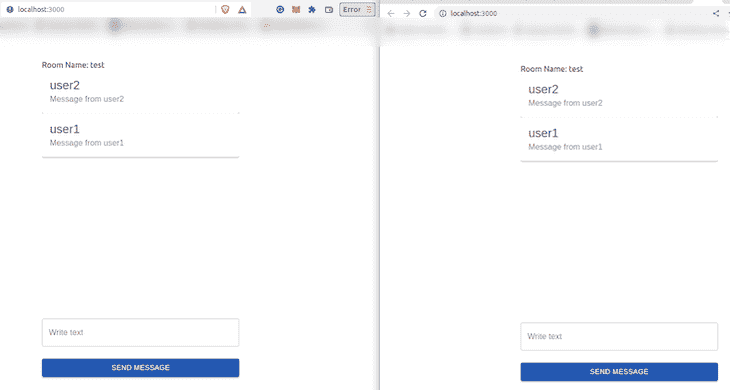 localhost:3000
Error
Room Name: test
user2
Message from user2
user1
Message from user1
Write text
SEND MESSAGE
localhost:3000
Room Name: test
user2
Message from user2
user1
Message from user1
Write text
SEND MESSAGE